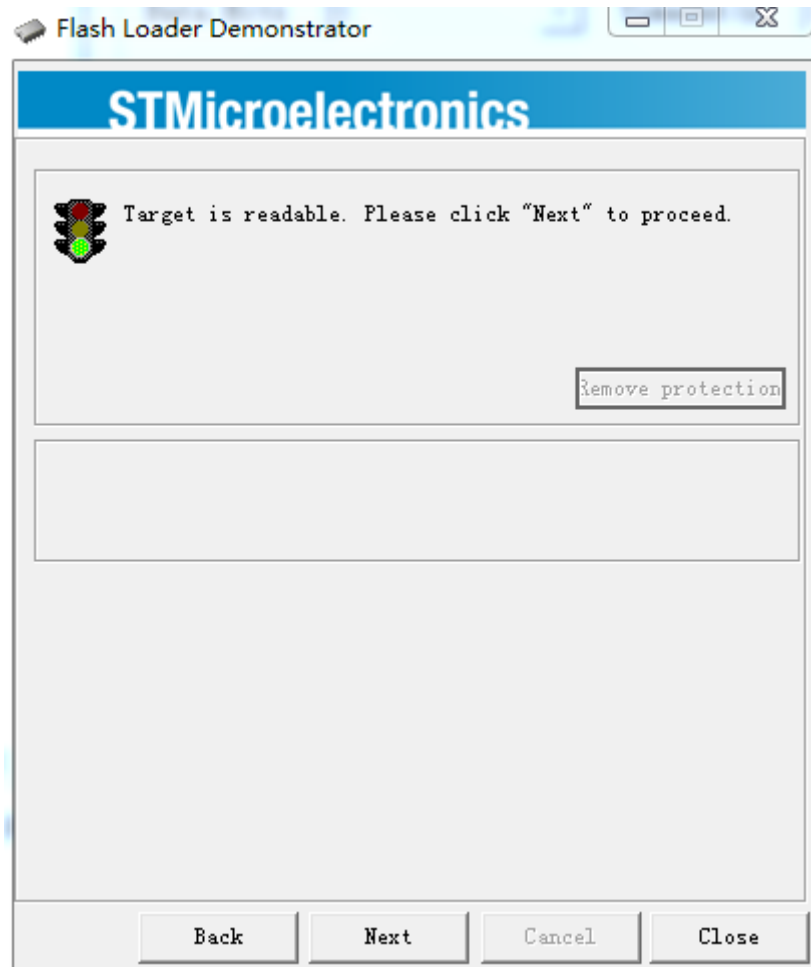 Flash Loader Demonstrator
STMicroelectronics
Target is readable. Please click "Next" to proceed.
Remove protection
Back Next Cancel Close